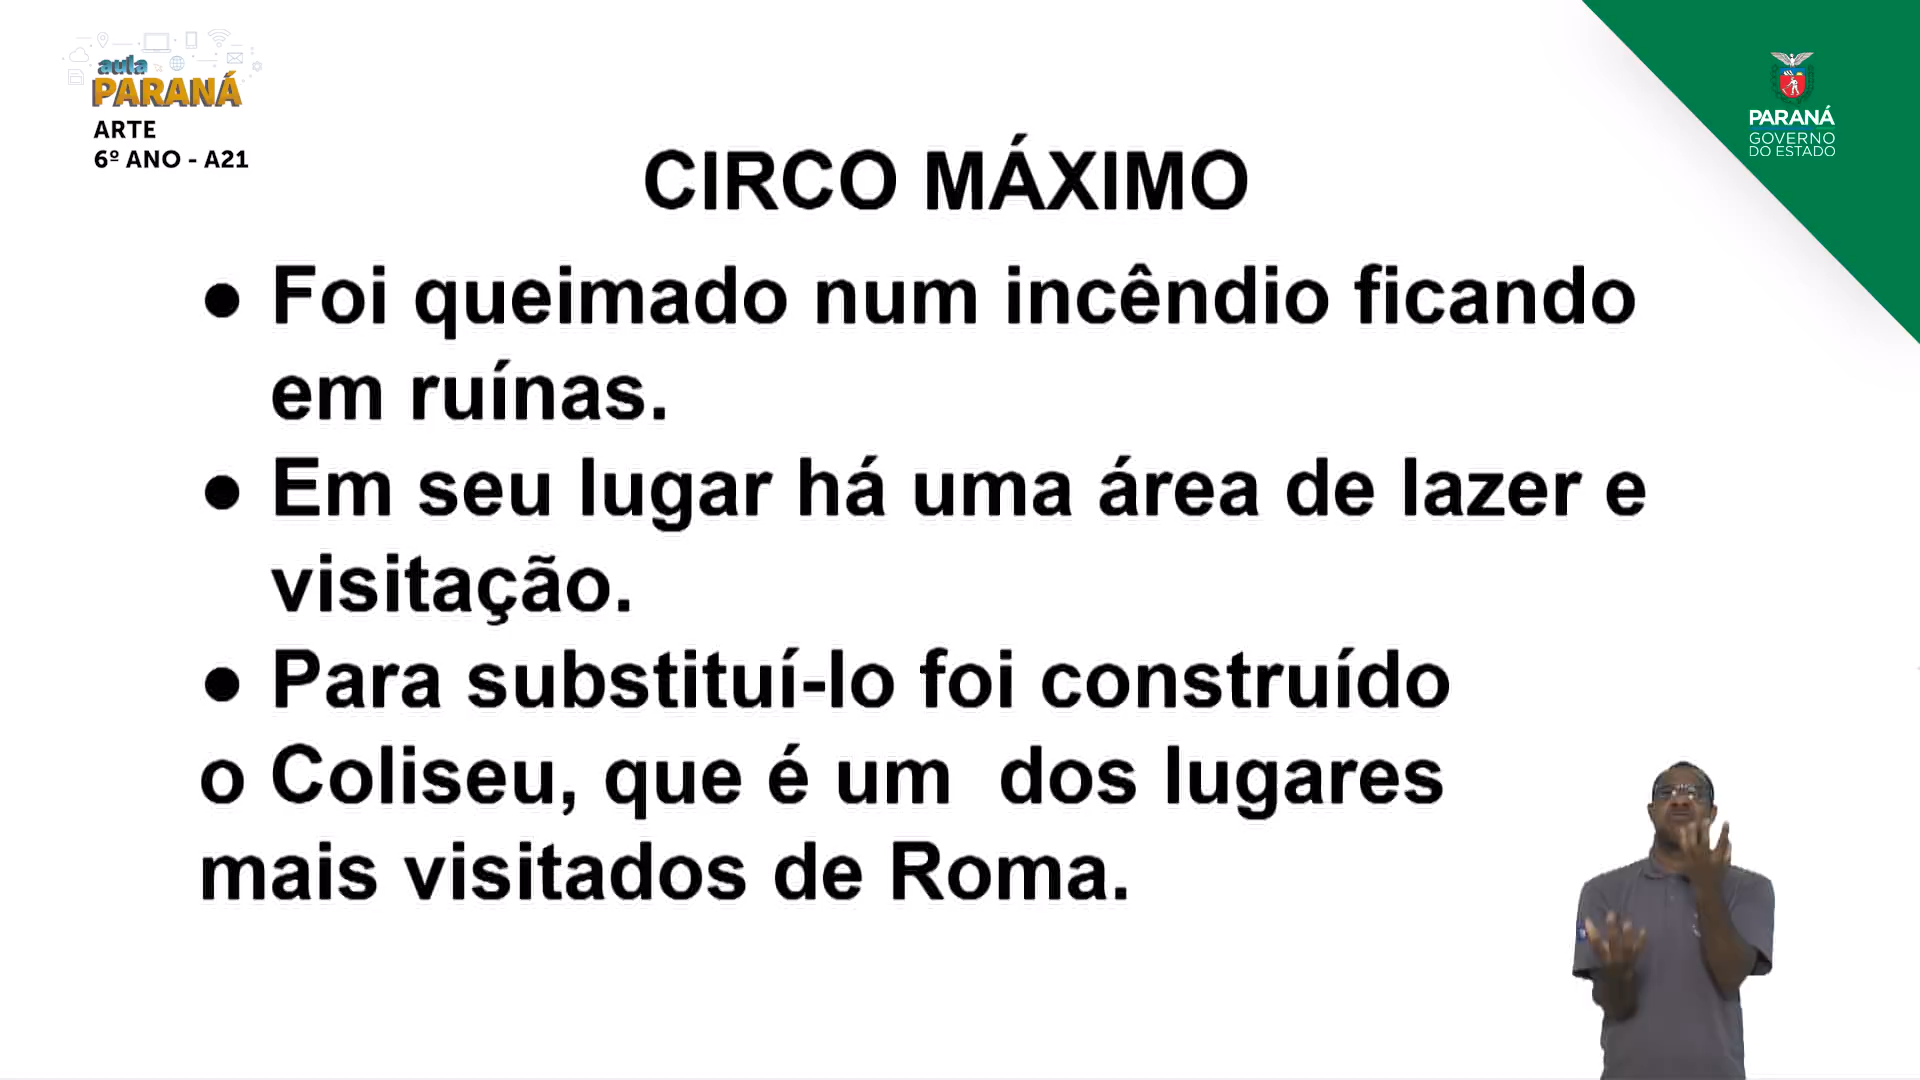 aula
PARANÁ
ARTE
6º ANO - A21
PARANÁ
GOVERNO
DO ESTADO
CIRCO MÁXIMO
● Foi queimado num incêndio ficando
em ruínas.
● Em seu lugar há uma área de lazer e
visitação.
● Para substituí-lo foi construído
o Coliseu, que é um  dos lugares
mais visitados de Roma.